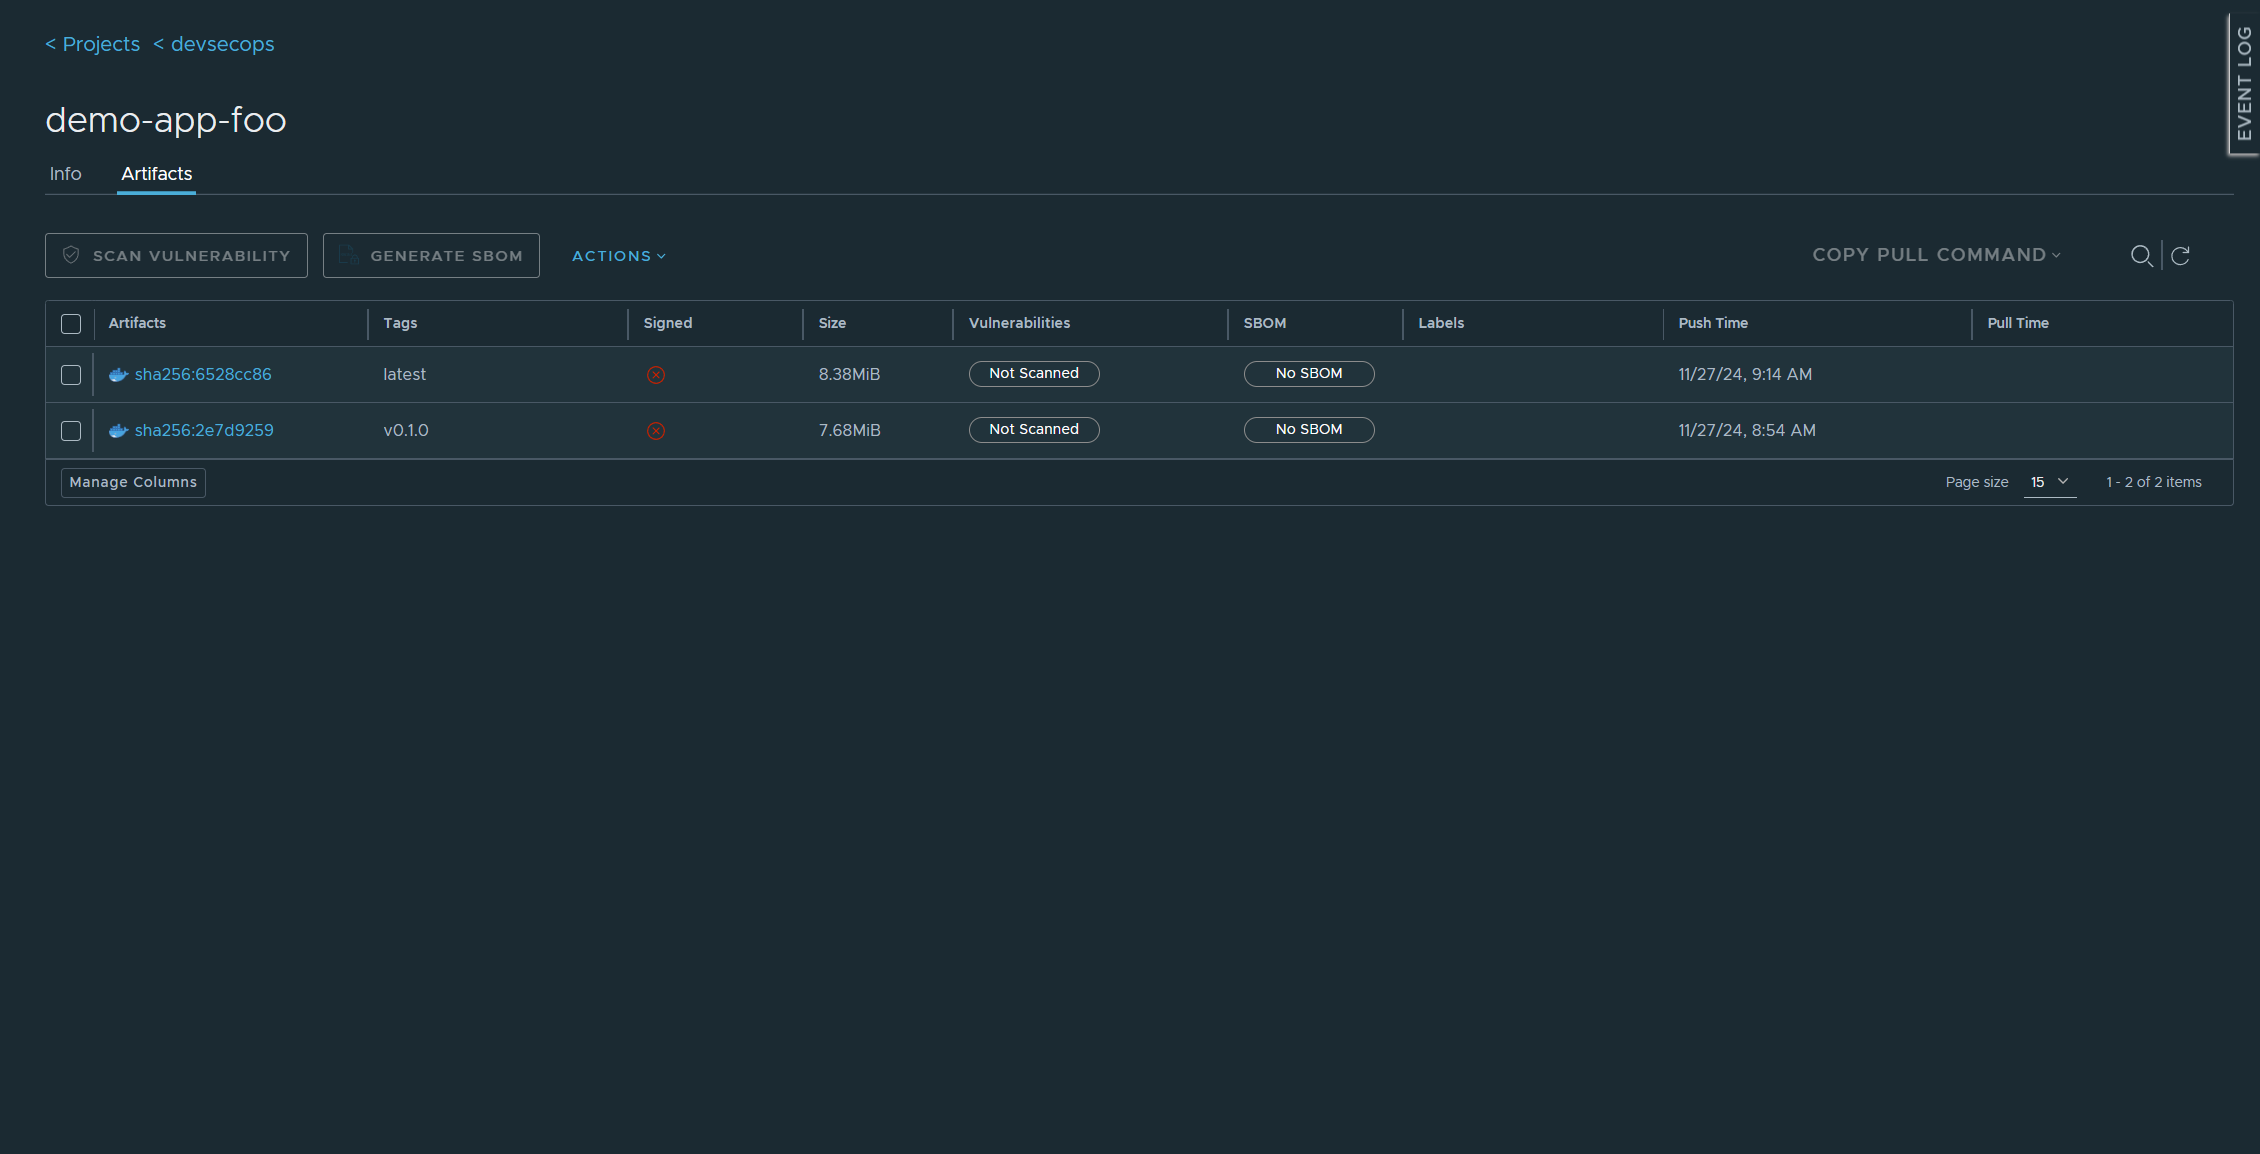 < Projects < devsecops
EVENT LOG
demo-app-foo
Info Artifacts
SCAN VULNERABILITY GENERATE SBOM ACTIONS COPY PULL COMMAND
Artifacts Tags Signed Size Vulnerabilities SBOM Labels Push Time Pull Time
sha256:6528cc86 latest 8.38MiB Not Scanned No SBOM 11/27/24, 9:14 AM
sha256:2e7d9259 v0.1.0 7.68MiB Not Scanned No SBOM 11/27/24, 8:54 AM
Manage Columns Page size 15 1 - 2 of 2 items